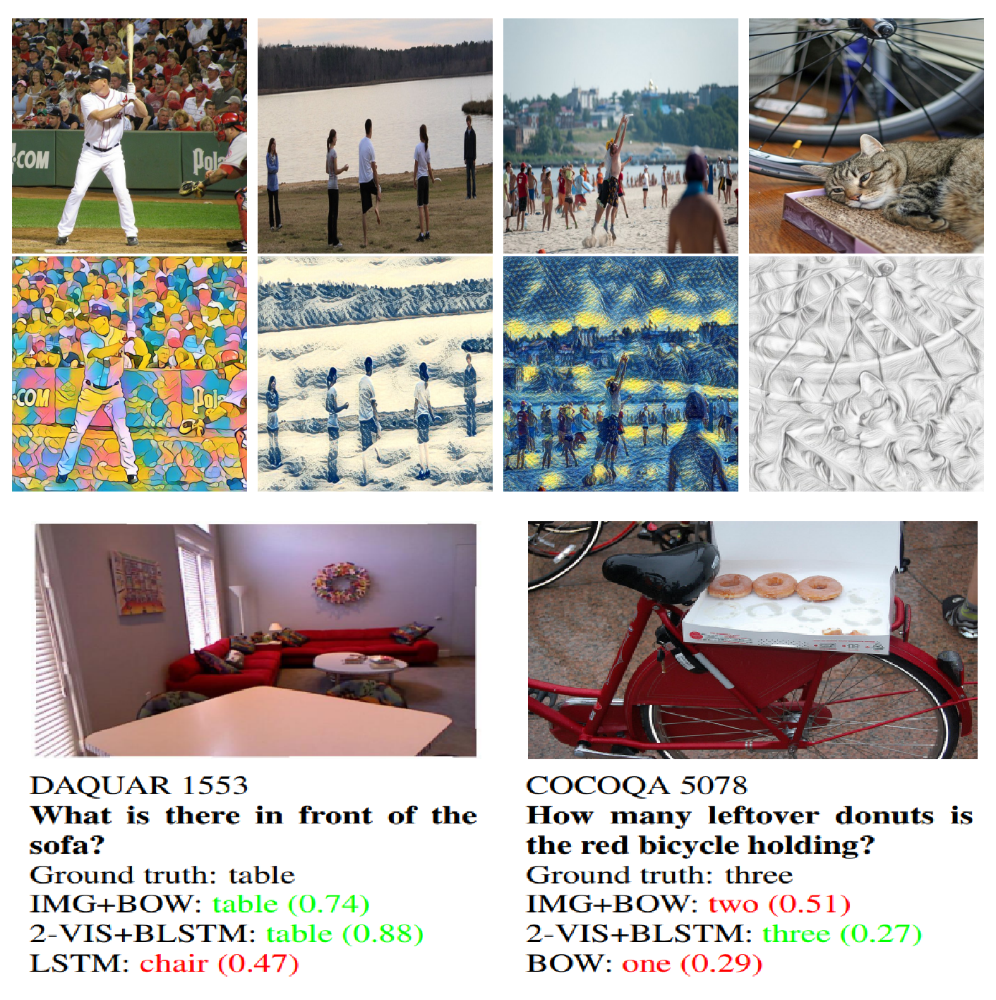 .COM
Pola
.COM
Pola
DAQUAR 1553
What is there in front of the
sofa?
Ground truth: table
IMG+BOW: table (0.74)
2-VIS+BLSTM: table (0.88)
LSTM: chair (0.47)
COCOQA 5078
How many leftover donuts is
the red bicycle holding?
Ground truth: three
IMG+BOW: two (0.51)
2-VIS+BLSTM: three (0.27)
BOW: one (0.29)